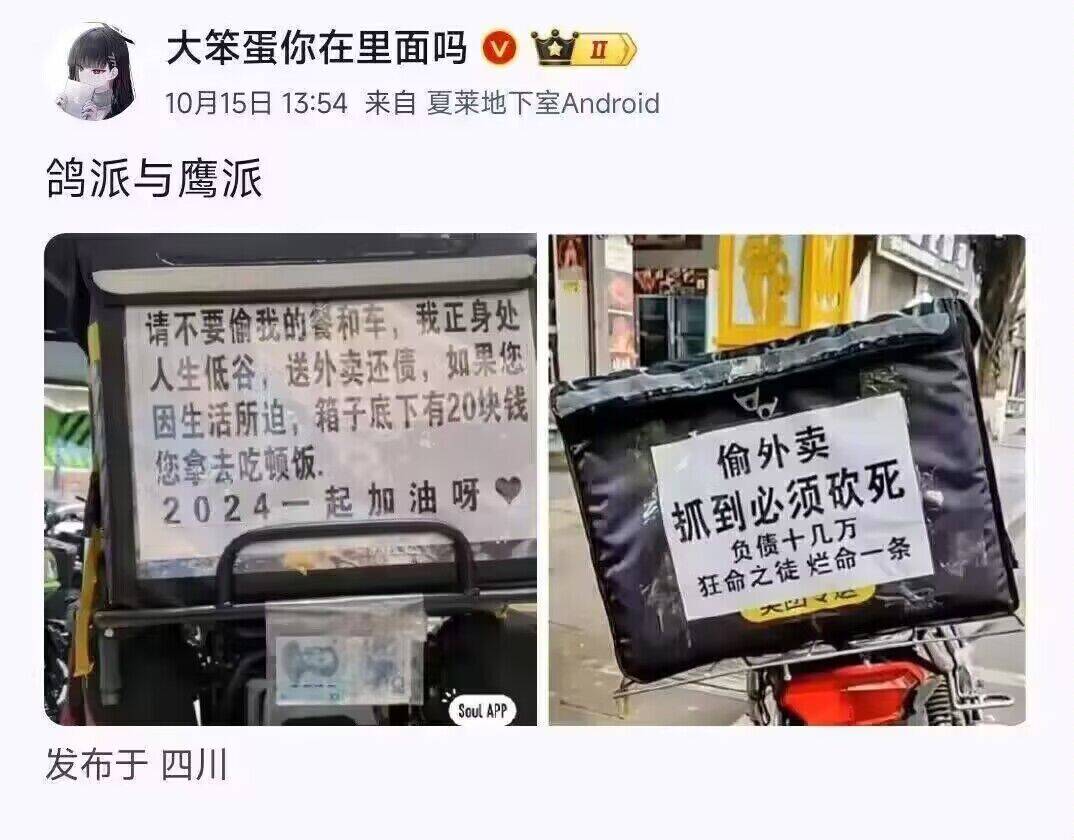 大笨蛋你在里面吗
II
10月15日 13:54 来自 夏莱地下室Android
鸽派与鹰派
请不要偷我的餐和车，我正身处
人生低谷，送外卖还债，如果您
因生活所迫，箱子底下有20块钱
您拿去吃顿饭.
2024一起加油呀♥
Soul APP
偷外卖
抓到必须砍死
负债十几万
狂命之徒 烂命一条
发布于 四川